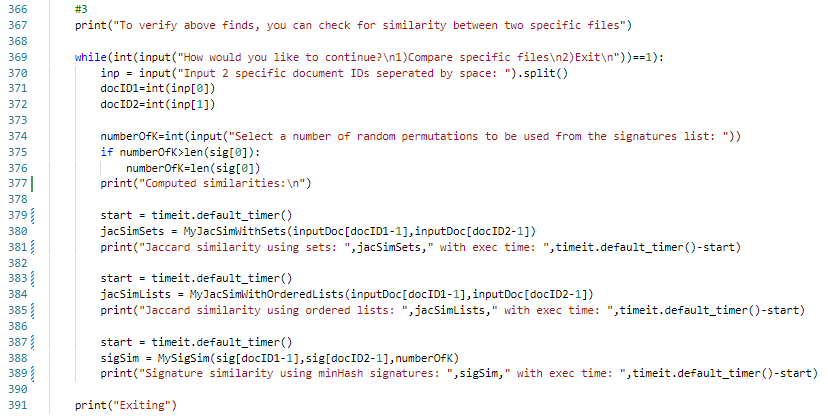 366 #3
367 print("To verify above finds, you can check for similarity between two specific files")
368
369 while(int(input("How would you like to continue?\n1)Compare specific files\n2)Exit\n"))==1):
370 inp = input("Input 2 specific document IDs seperated by space: ").split()
371 docID1=int(inp[0])
372 docID2=int(inp[1])
373
374 numberOfK=int(input("Select a number of random permutations to be used from the signatures list: "))
375 if numberOfK>len(sig[0]):
376 numberOfK=len(sig[0])
377 print("Computed similarities:\n")
378
379 start = timeit.default_timer()
380 jacSimSets = MyJacSimWithSets(inputDoc[docID1-1],inputDoc[docID2-1])
381 print("Jaccard similarity using sets: ",jacSimSets," with exec time: ",timeit.default_timer()-start)
382
383 start = timeit.default_timer()
384 jacSimLists = MyJacSimWithOrderedLists(inputDoc[docID1-1],inputDoc[docID2-1])
385 print("Jaccard similarity using ordered lists: ",jacSimLists," with exec time: ",timeit.default_timer()-start)
386
387 start = timeit.default_timer()
388 sigSim = MySigSim(sig[docID1-1],sig[docID2-1],numberOfK)
389 print("Signature similarity using minHash signatures: ",sigSim," with exec time: ",timeit.default_timer()-start)
390
391 print("Exiting")